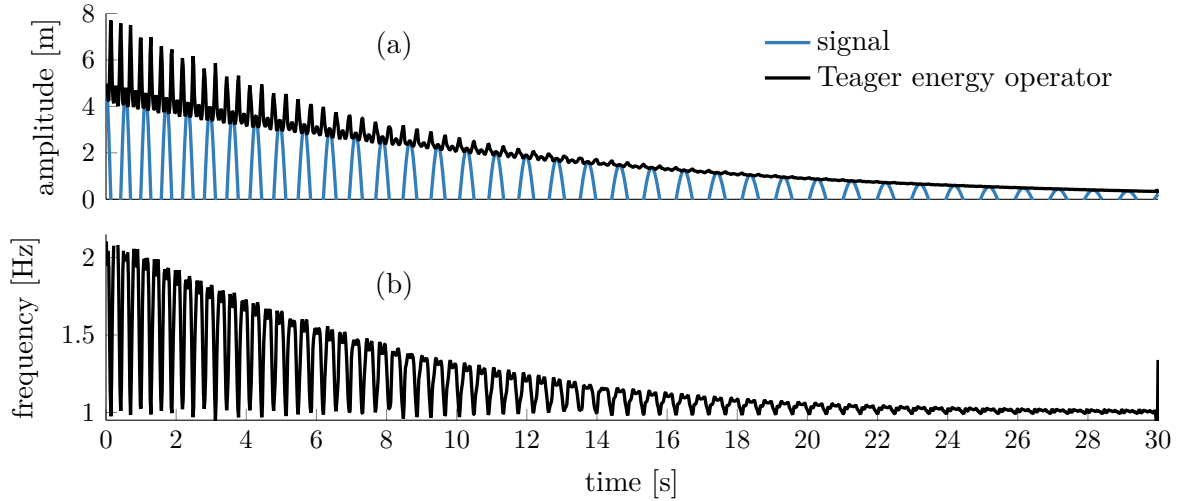 8
6
4
2
0
amplitude [m]
(a)
signal
Teager energy operator
2
1.5
1
frequency [Hz]
(b)
0 2 4 6 8 10 12 14 16 18 20 22 24 26 28 30
time [s]